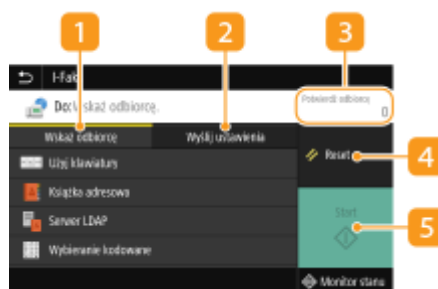 1
2
3
I-Fak
Do: Wskaż odbiorcę.
Potwierdź odbiorcę
0
Wskaż odbiorcę
Wyślij ustawienia
Reset
4
Użyj klawiatury
Książka adresowa
Start
5
Serwer LDAP
Wybieranie kodowane
Monitor stanu